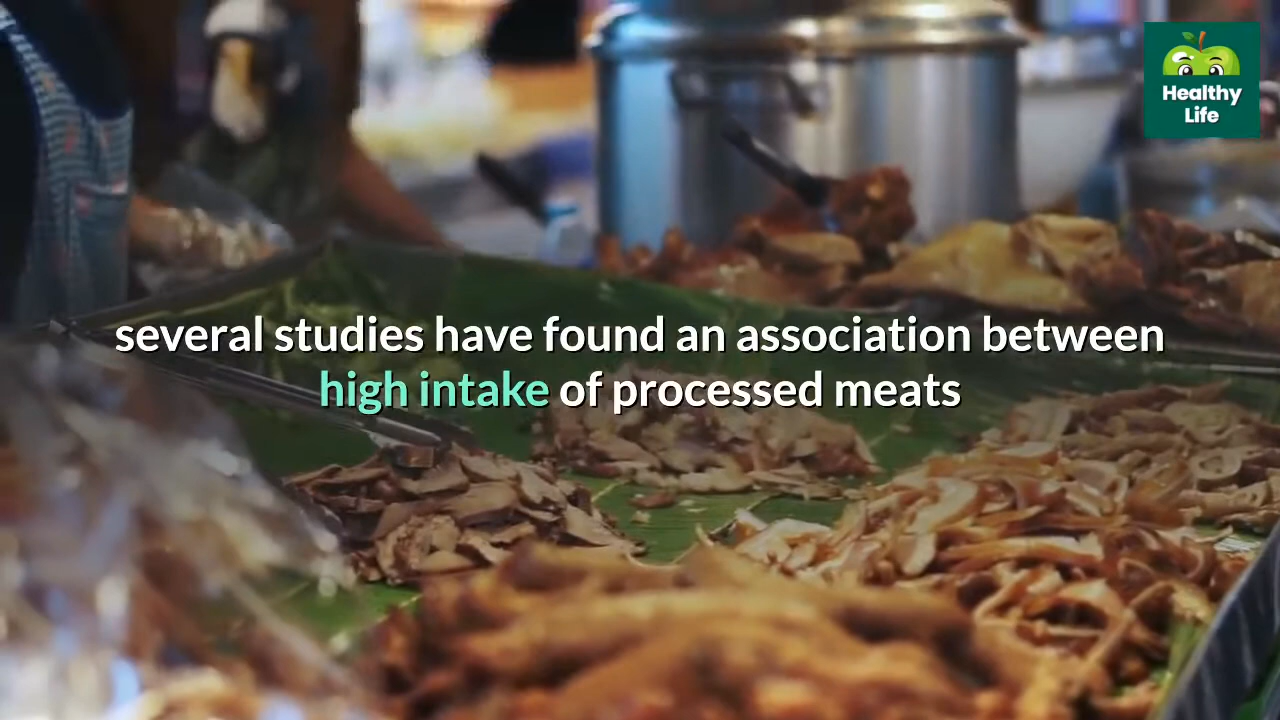 Healthy
Life
several studies have found an association between
high intake of processed meats